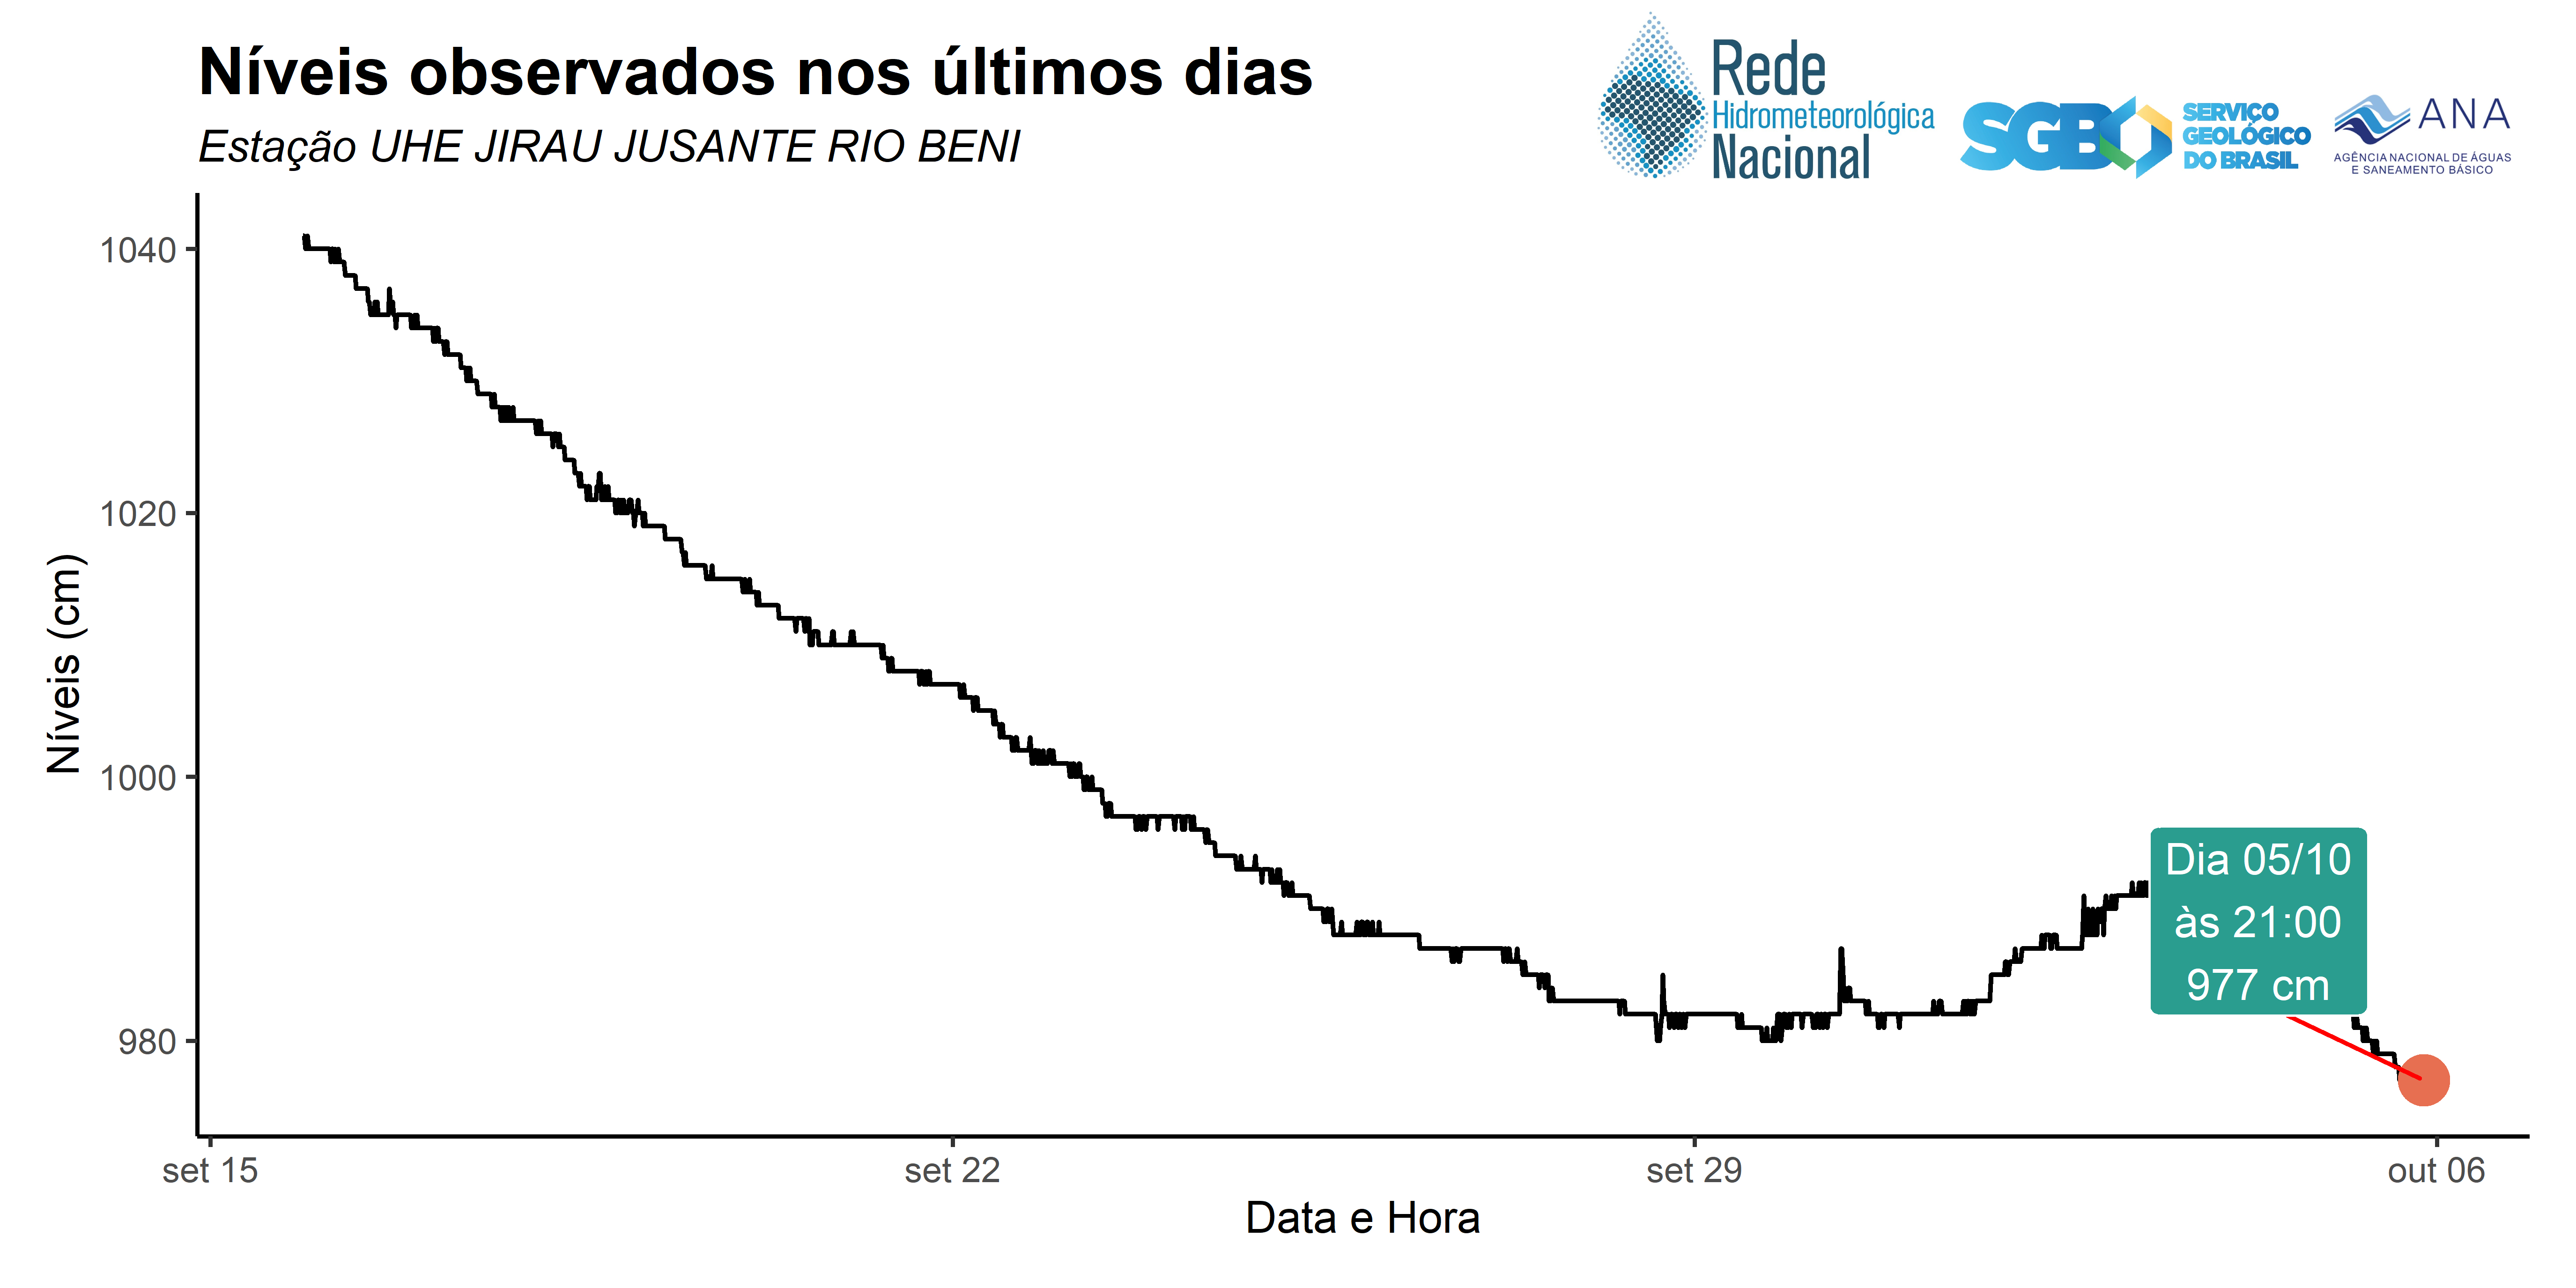 Níveis observados nos últimos dias
Estação UHE JIRAU JUSANTE RIO BENI
Rede
Hidrometeorológica
Nacional
SGB
SERVIÇO
GEOLÓGICO
DO BRASIL
ANA
AGÊNCIA NACIONAL DE ÁGUAS
E SANEAMENTO BÁSICO
Níveis (cm)
1040
1020
1000
980
Dia 05/10
às 21:00
977 cm
set 15
set 22
set 29
out 06
Data e Hora